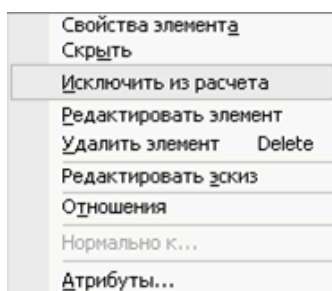 Свойства элемента
Скрыть
Исключить из расчета
Редактировать элемент
Удалить элемент Delete
Редактировать эскиз
Отношения
Нормально к...
Атрибуты...